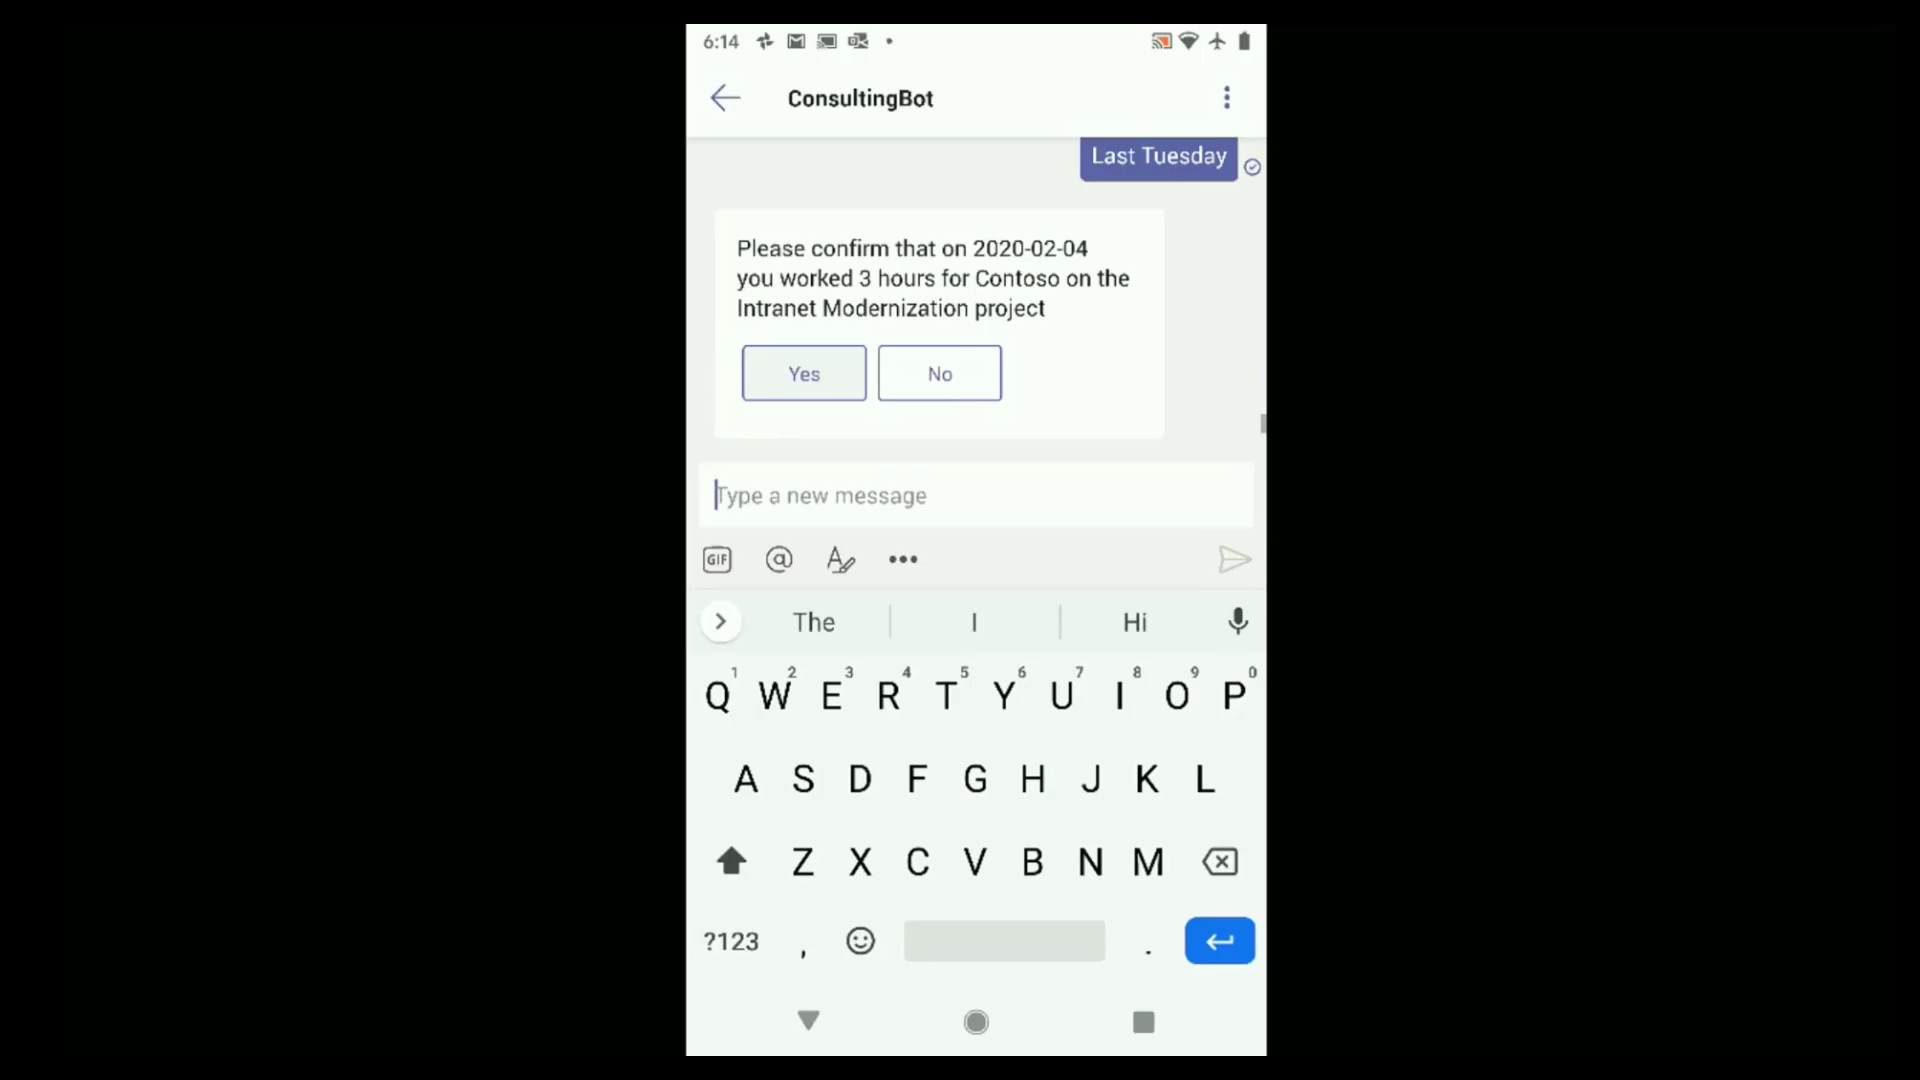 6:14
ConsultingBot
Last Tuesday
Please confirm that on 2020-02-04
you worked 3 hours for Contoso on the
Intranet Modernization project
Yes No
Type a new message
GIF @ A
The I Hi
1 2 3 4 5 6 7 8 9 0
Q W E R T Y U I O P
A S D F G H J K L
Z X C V B N M
?123 , .